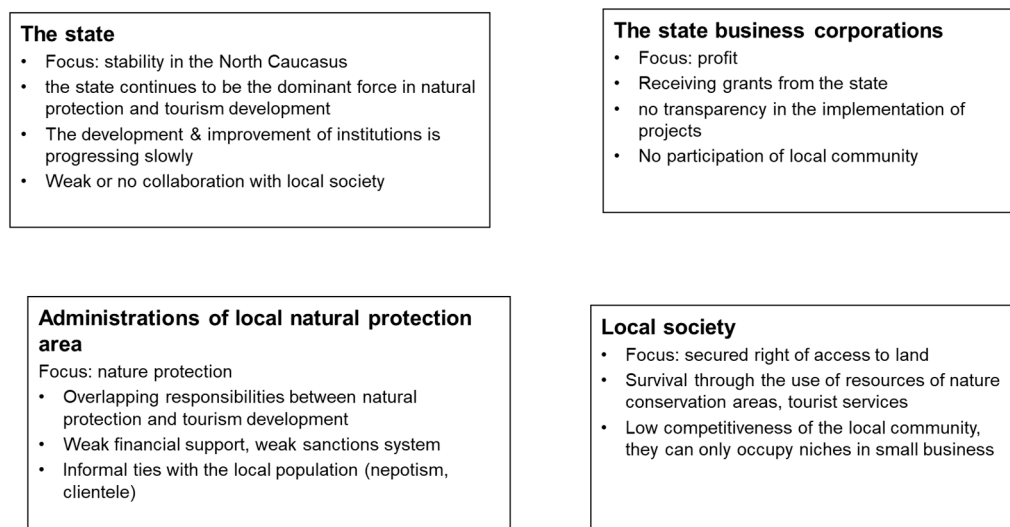 The state
• Focus: stability in the North Caucasus
• the state continues to be the dominant force in natural
protection and tourism development
• The development & improvement of institutions is
progressing slowly
• Weak or no collaboration with local society
The state business corporations
• Focus: profit
• Receiving grants from the state
• no transparency in the implementation of
projects
• No participation of local community
Administrations of local natural protection
area
Focus: nature protection
• Overlapping responsibilities between natural
protection and tourism development
• Weak financial support, weak sanctions system
• Informal ties with the local population (nepotism,
clientele)
Local society
• Focus: secured right of access to land
• Survival through the use of resources of nature
conservation areas, tourist services
• Low competitiveness of the local community,
they can only occupy niches in small business